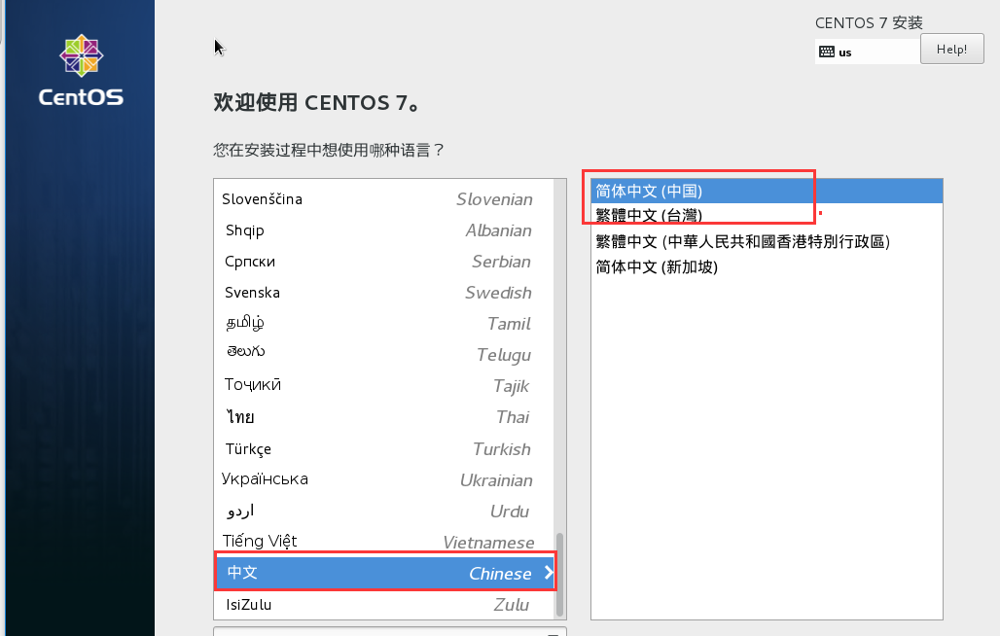 CentOS
CENTOS 7 安装
us
Help!
欢迎使用 CENTOS 7。
您在安装过程中想使用哪种语言？
Slovenščina Slovenian
Shqip Albanian
Српски Serbian
Svenska Swedish
தமிழ் Tamil
తెలుగు Telugu
Тоҷикӣ Tajik
ไทย Thai
Türkçe Turkish
Українська Ukrainian
اردو Urdu
Tiếng Việt Vietnamese
中文 Chinese
IsiZulu Zulu
简体中文 (中国)
繁體中文 (台灣)
繁體中文 (中華人民共和國香港特別行政區)
简体中文 (新加坡)